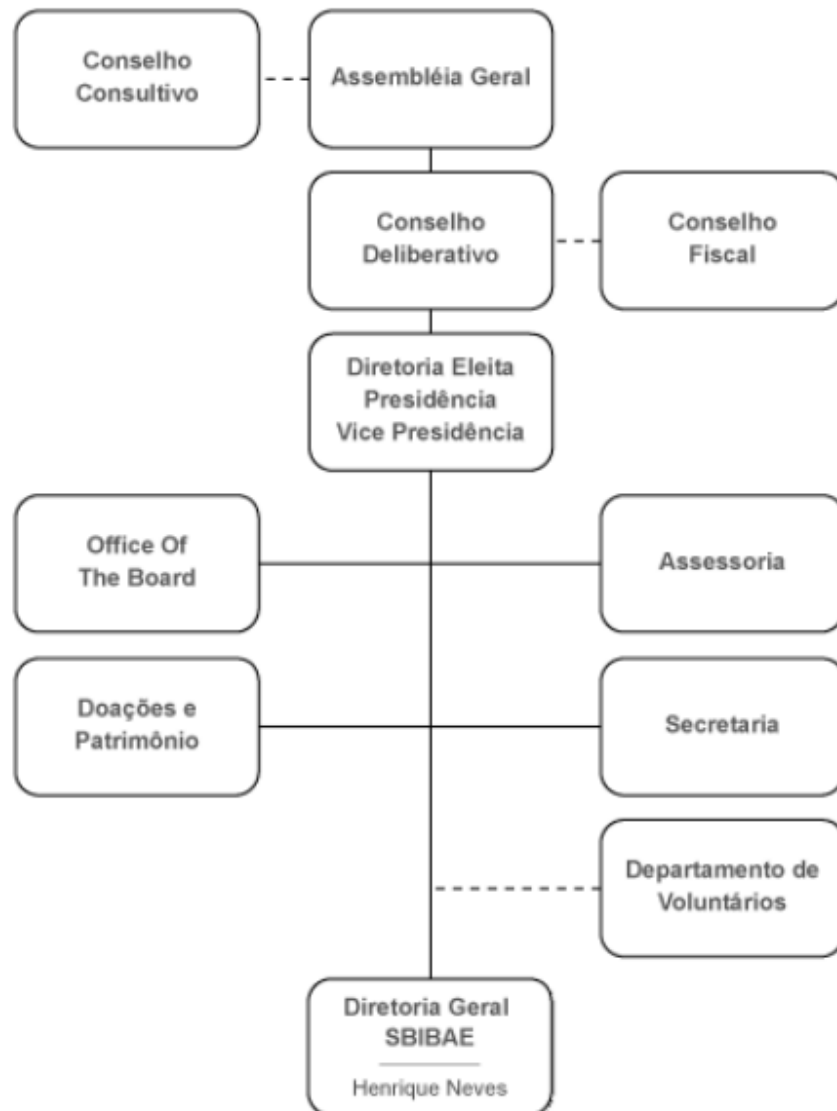 Conselho
Consultivo
Assembléia Geral
Conselho
Deliberativo
Conselho
Fiscal
Diretoria Eleita
Presidência
Vice Presidência
Office Of
The Board
Assessoria
Doações e
Patrimônio
Secretaria
Departamento de
Voluntários
Diretoria Geral
SBIBAE
Henrique Neves